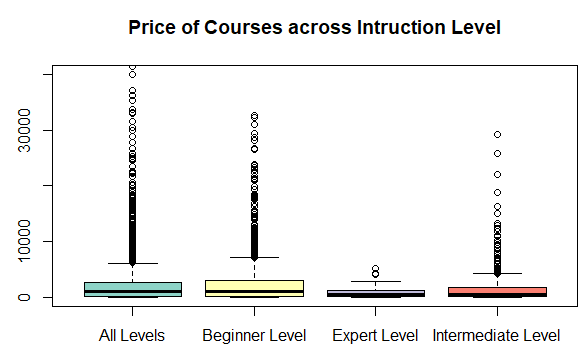 Price of Courses across Intruction Level
30000
10000
0
All Levels Beginner Level Expert Level Intermediate Level